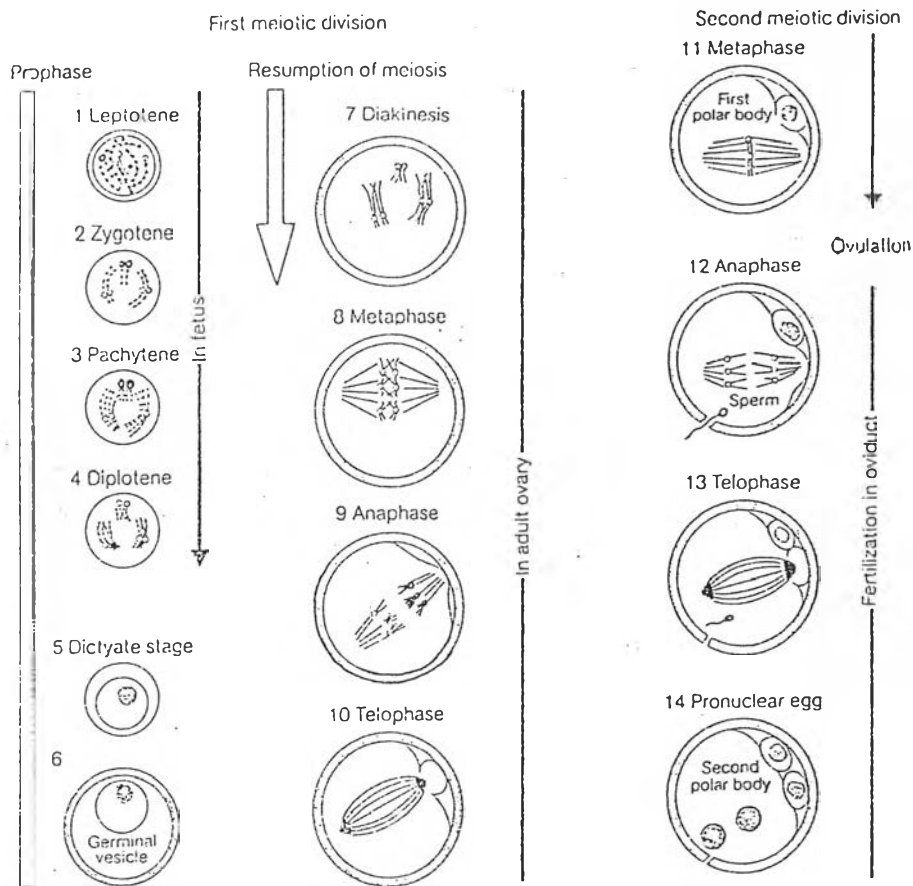 First meiotic division
Second meiotic division
Prophase
Resumption of meiosis
1 Leptotene
2 Zygotene
3 Pachytene
4 Diplotene
In fetus
5 Dictyate stage
6
Germinal
vesicle
7 Diakinesis
8 Metaphase
9 Anaphase
10 Telophase
In adult ovary
11 Metaphase
First
polar body
Ovulation
12 Anaphase
Sperm
13 Telophase
14 Pronuclear egg
Second
polar body
Fertilization in oviduct